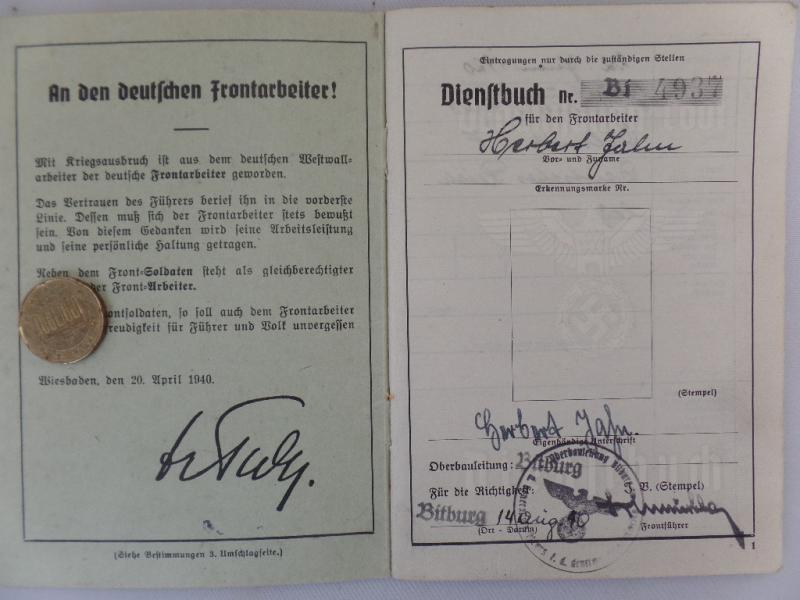 An den deutschen Frontarbeiter!
Mit Kriegsausbruch ist aus dem deutschen Westwall-
arbeiter der deutsche Frontarbeiter geworden.
Das Vertrauen des Führers berief ihn in die vorderste
Linie. Dessen muß sich der Frontarbeiter stets bewußt
sein. Von diesem Gedanken wird seine Arbeitsleistung
und seine persönliche Haltung getragen.
Neben dem Front-Soldaten steht als gleichberechtigter
der Front-Arbeiter.
ontsoldaten, so soll auch dem Frontarbeiter
reudigkeit für Führer und Volk unvergessen
Wiesbaden, den 20. April 1940.
(Siehe Bestimmungen 3. Umschlagseite.)
Eintragungen nur durch die zuständigen Stellen
Dienstbuch nr. Bi 4937
für den Frontarbeiter
Herbert Jahn
Vor- und Zuname
Erkennungsmarke Nr.
(Stempel)
Herbert Jahn.
Eigenhändige Unterschrift
Oberbauleitung: Bitburg
Für die Richtigkeit: J. V. (Stempel)
Bitburg 14 Aug 40
(Ort - Datum) Frontführer
1